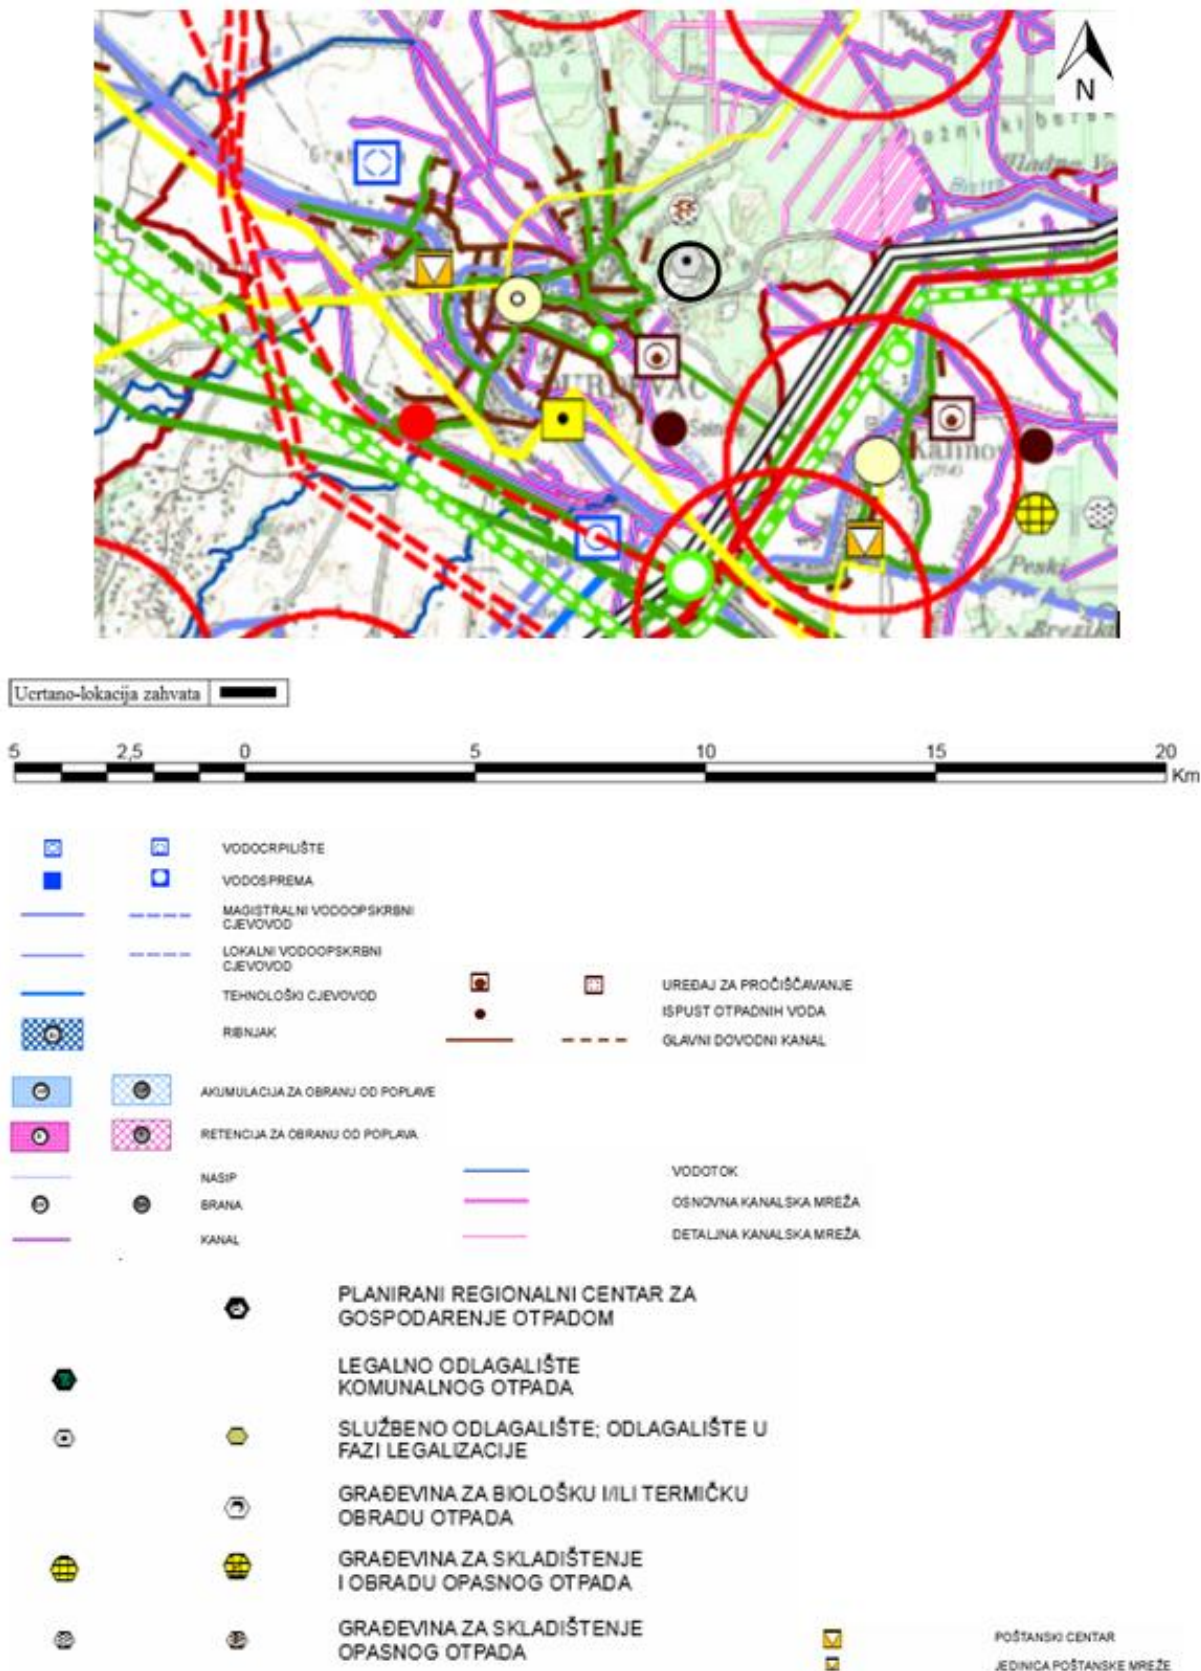 N
Peski
Ucrtano-lokacija zahvata
5 2,5 0 5 10 15 20
Km
VODOCRPILIŠTE
VODOSPREMA
MAGISTRALNI VODOOPSKRBNI
CJEVOVOD
LOKALNI VODOOPSKRBNI
CJEVOVOD
TEHNOLOŠKI CJEVOVOD
RIBNJAK
UREĐAJ ZA PROČIŠČAVANJE
ISPUST OTPADNIH VODA
GLAVNI DOVODNI KANAL
AKUMULACIJA ZA OBRANU OD POPLAVE
RETENCIJA ZA OBRANU OD POPLAVA
NASIP
BRANA
KANAL
VODOTOK
OSNOVNA KANALSKA MREŽA
DETALJNA KANALSKA MREŽA
PLANIRANI REGIONALNI CENTAR ZA
GOSPODARENJE OTPADOM
LEGALNO ODLAGALIŠTE
KOMUNALNOG OTPADA
SLUŽBENO ODLAGALIŠTE; ODLAGALIŠTE U
FAZI LEGALIZACIJE
GRAĐEVINA ZA BIOLOŠKU I/ILI TERMIČKU
OBRADU OTPADA
GRAĐEVINA ZA SKLADIŠTENJE
I OBRADU OPASNOG OTPADA
GRAĐEVINA ZA SKLADIŠTENJE
OPASNOG OTPADA
POŠTANSKI CENTAR
JEDINICA POŠTANSKE MREŽE